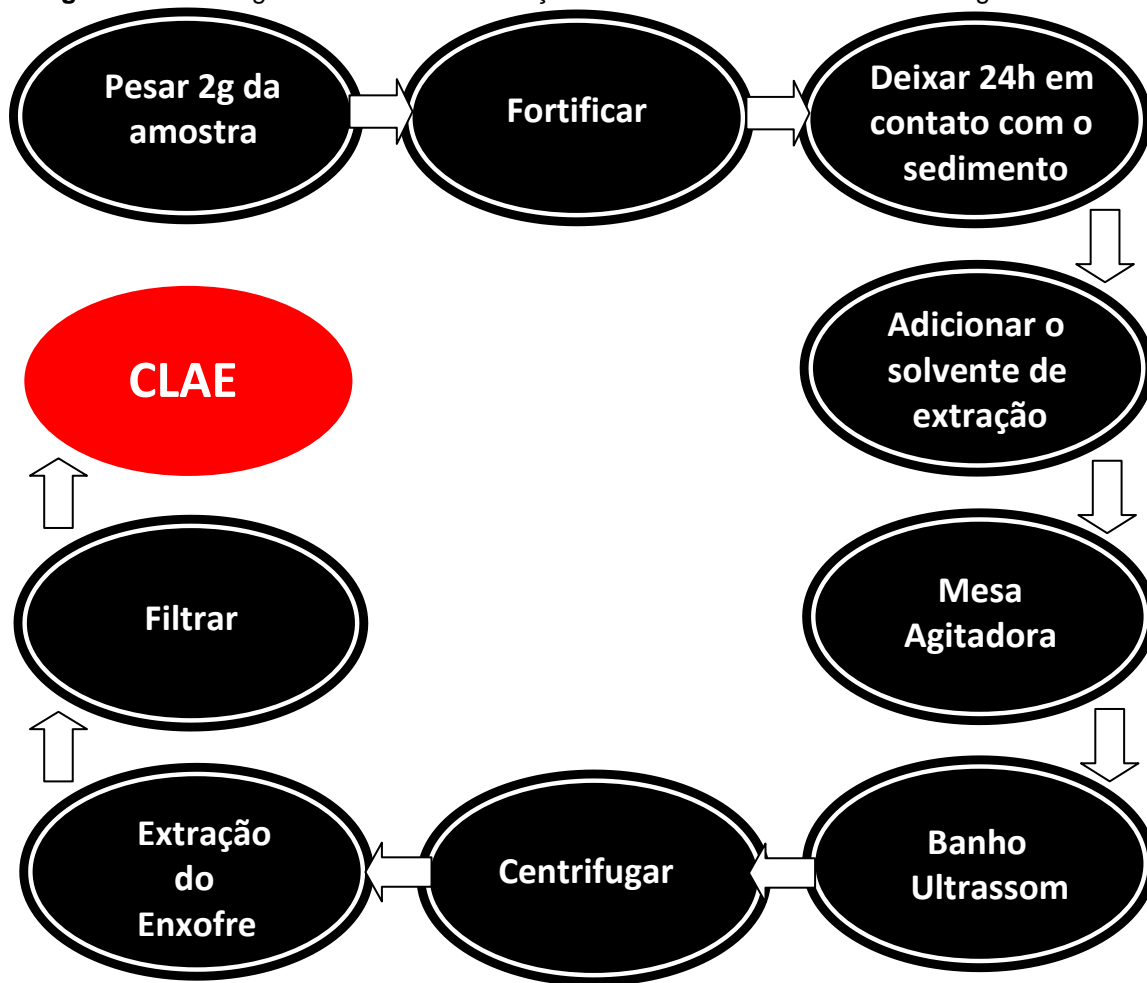 Pesar 2g da
amostra
Fortificar
Deixar 24h em
contato com o
sedimento
Adicionar o
solvente de
extração
Mesa
Agitadora
Banho
Ultrassom
Centrifugar
Extração
do
Enxofre
Filtrar
CLAE